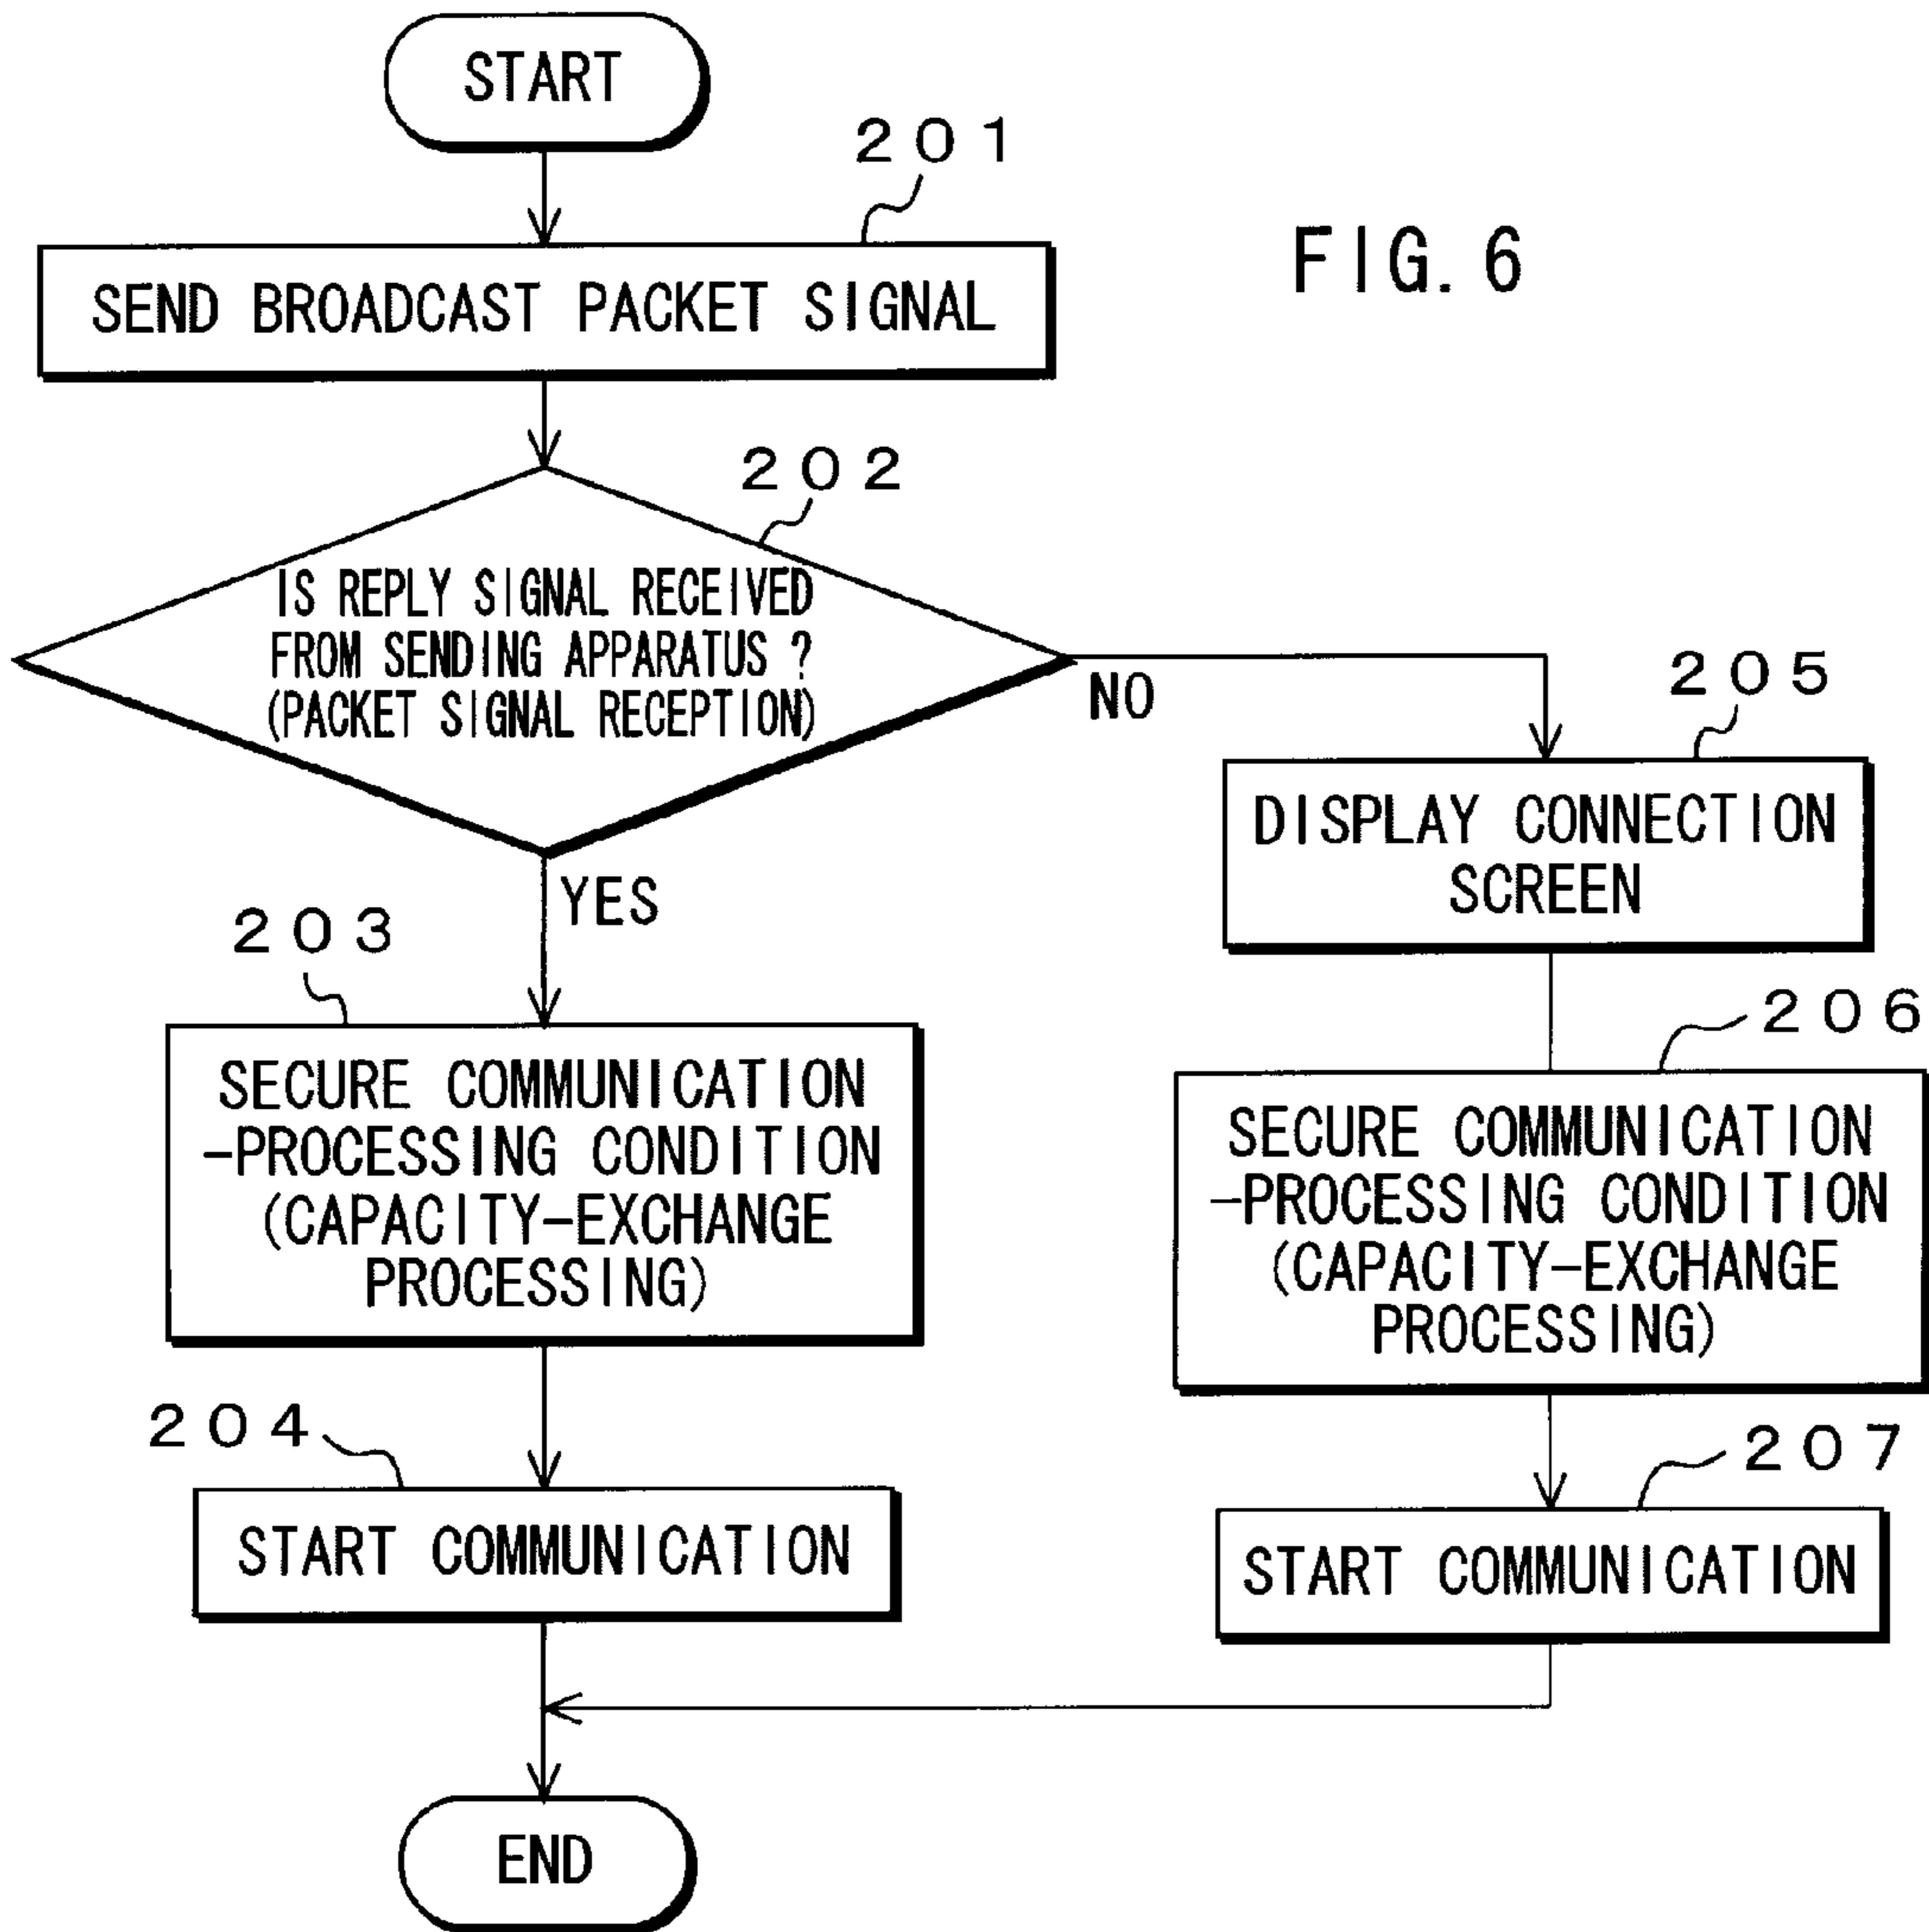 START
201
FIG. 6
SEND BROADCAST PACKET SIGNAL
202
IS REPLY SIGNAL RECEIVED
FROM SENDING APPARATUS ?
(PACKET SIGNAL RECEPTION)
NO
YES
203
SECURE COMMUNICATION
-PROCESSING CONDITION
(CAPACITY-EXCHANGE
PROCESSING)
204
START COMMUNICATION
205
DISPLAY CONNECTION
SCREEN
206
SECURE COMMUNICATION
-PROCESSING CONDITION
(CAPACITY-EXCHANGE
PROCESSING)
207
START COMMUNICATION
END